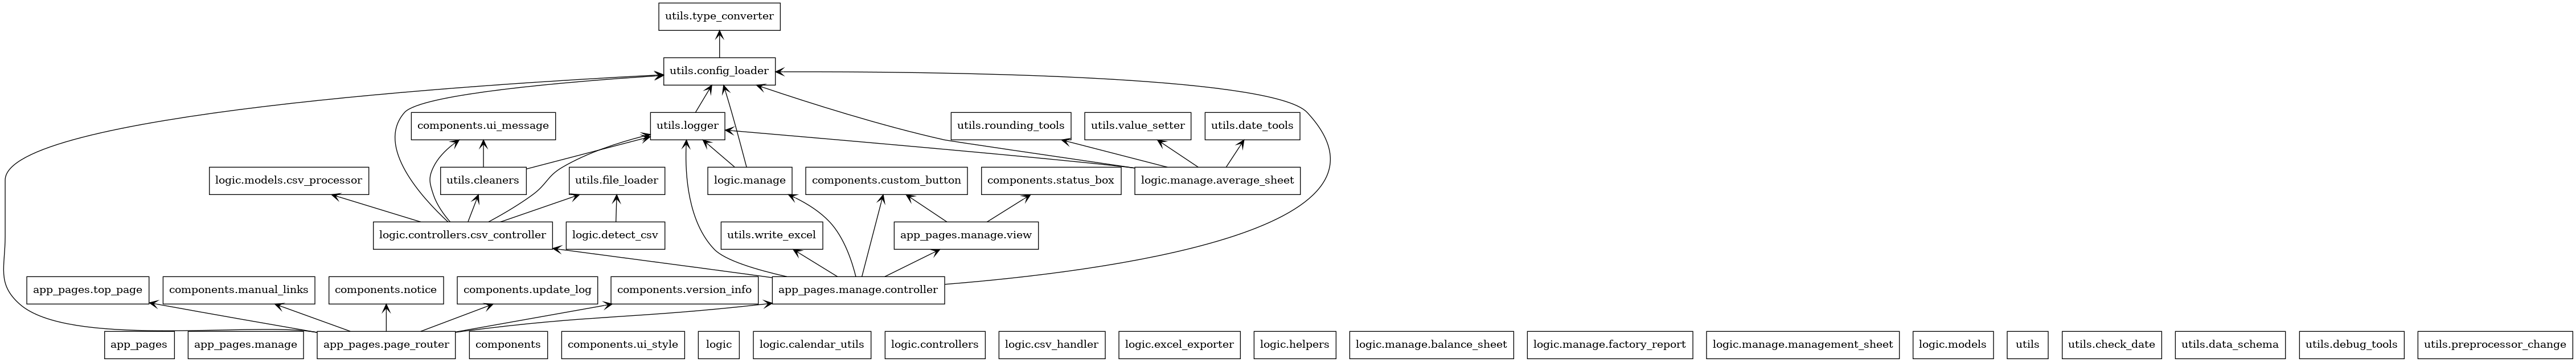 utils.type_converter
utils.config_loader
components.ui_message
utils.logger
utils.rounding_tools
utils.value_setter
utils.date_tools
logic.models.csv_processor
utils.cleaners
utils.file_loader
logic.manage
components.custom_button
components.status_box
logic.manage.average_sheet
logic.controllers.csv_controller
logic.detect_csv
utils.write_excel
app_pages.manage.view
app_pages.top_page
components.manual_links
components.notice
components.update_log
components.version_info
app_pages.manage.controller
app_pages
app_pages.manage
app_pages.page_router
components
components.ui_style
logic
logic.calendar_utils
logic.controllers
logic.csv_handler
logic.excel_exporter
logic.helpers
logic.manage.balance_sheet
logic.manage.factory_report
logic.manage.management_sheet
logic.models
utils
utils.check_date
utils.data_schema
utils.debug_tools
utils.preprocessor_change